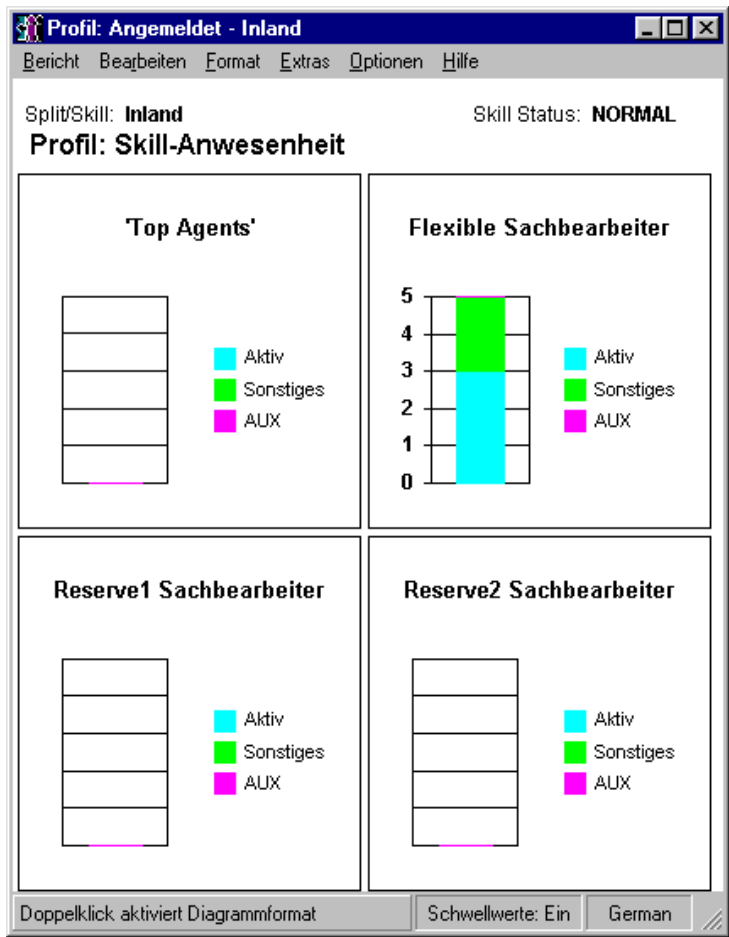 Profil: Angemeldet - Inland
Bericht Bearbeiten Format Extras Optionen Hilfe
Split/Skill: Inland Skill Status: NORMAL
Profil: Skill-Anwesenheit
'Top Agents'
Aktiv
Sonstiges
AUX
Flexible Sachbearbeiter
5
4
3
2
1
0
Aktiv
Sonstiges
AUX
Reserve1 Sachbearbeiter
Aktiv
Sonstiges
AUX
Reserve2 Sachbearbeiter
Aktiv
Sonstiges
AUX
Doppelklick aktiviert Diagrammformat Schwellwerte: Ein German